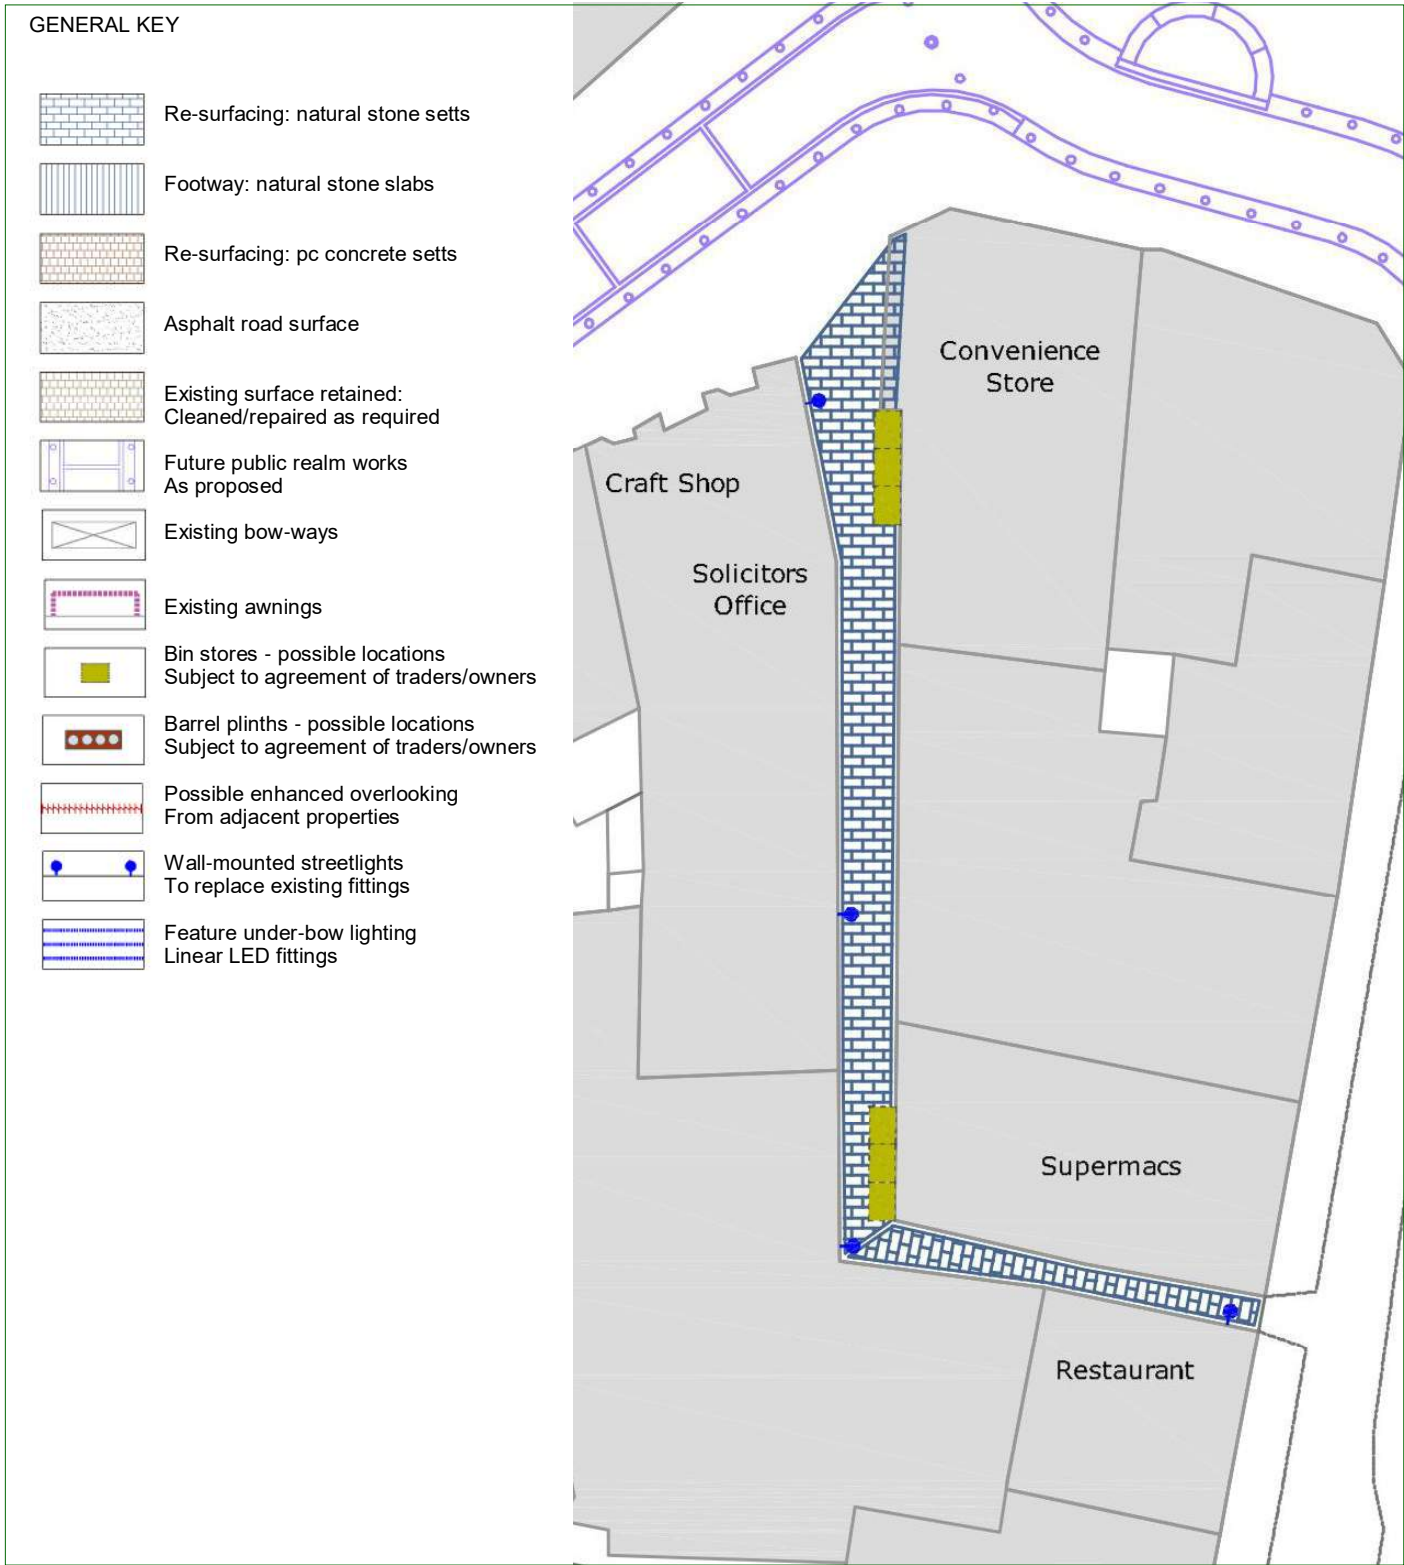 GENERAL KEY
Re-surfacing: natural stone setts
Footway: natural stone slabs
Re-surfacing: pc concrete setts
Asphalt road surface
Existing surface retained:
Cleaned/repaired as required
Future public realm works
As proposed
Existing bow-ways
Existing awnings
Bin stores - possible locations
Subject to agreement of traders/owners
Barrel plinths - possible locations
Subject to agreement of traders/owners
Possible enhanced overlooking
From adjacent properties
Wall-mounted streetlights
To replace existing fittings
Feature under-bow lighting
Linear LED fittings
Convenience
Store
Craft Shop
Solicitors
Office
Supermacs
Restaurant